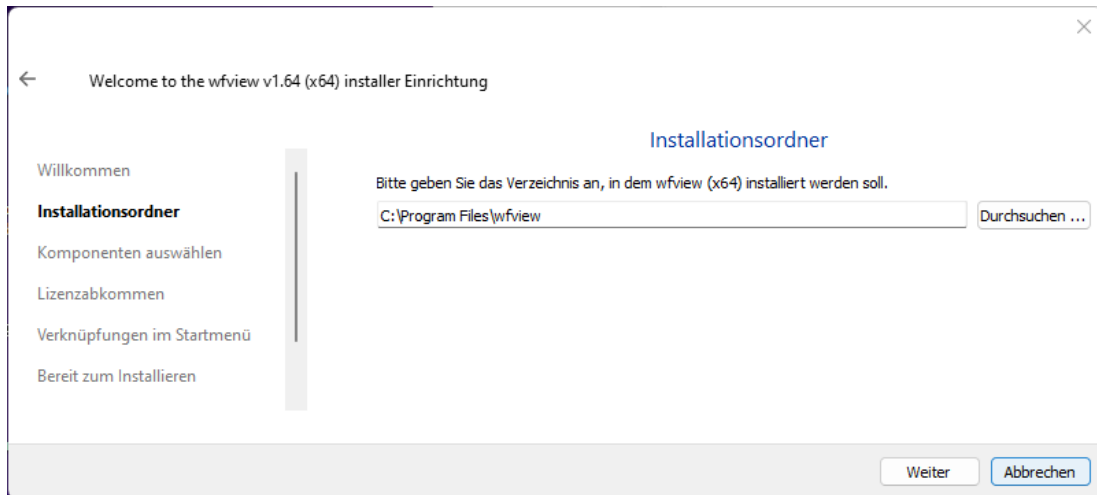 Welcome to the wfview v1.64 (x64) installer Einrichtung
Willkommen
Installationsordner
Komponenten auswählen
Lizenzabkommen
Verknüpfungen im Startmenü
Bereit zum Installieren
Installationsordner
Bitte geben Sie das Verzeichnis an, in dem wfview (x64) installiert werden soll.
C:\Program Files\wfview
Durchsuchen ...
Weiter
Abbrechen